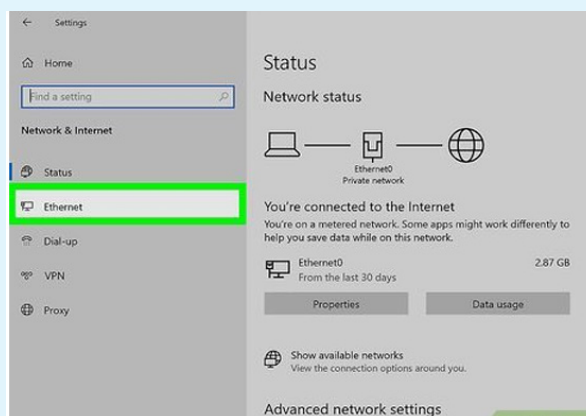 Settings
Home
Find a setting
Network & Internet
Status
Ethernet
Dial-up
VPN
Proxy
Status
Network status
Ethernet0
Private network
You're connected to the Internet
You're on a metered network. Some apps might work differently to
help you save data while on this network.
Ethernet0
2.87 GB
From the last 30 days
Properties
Data usage
Show available networks
View the connection options around you.
Advanced network settings